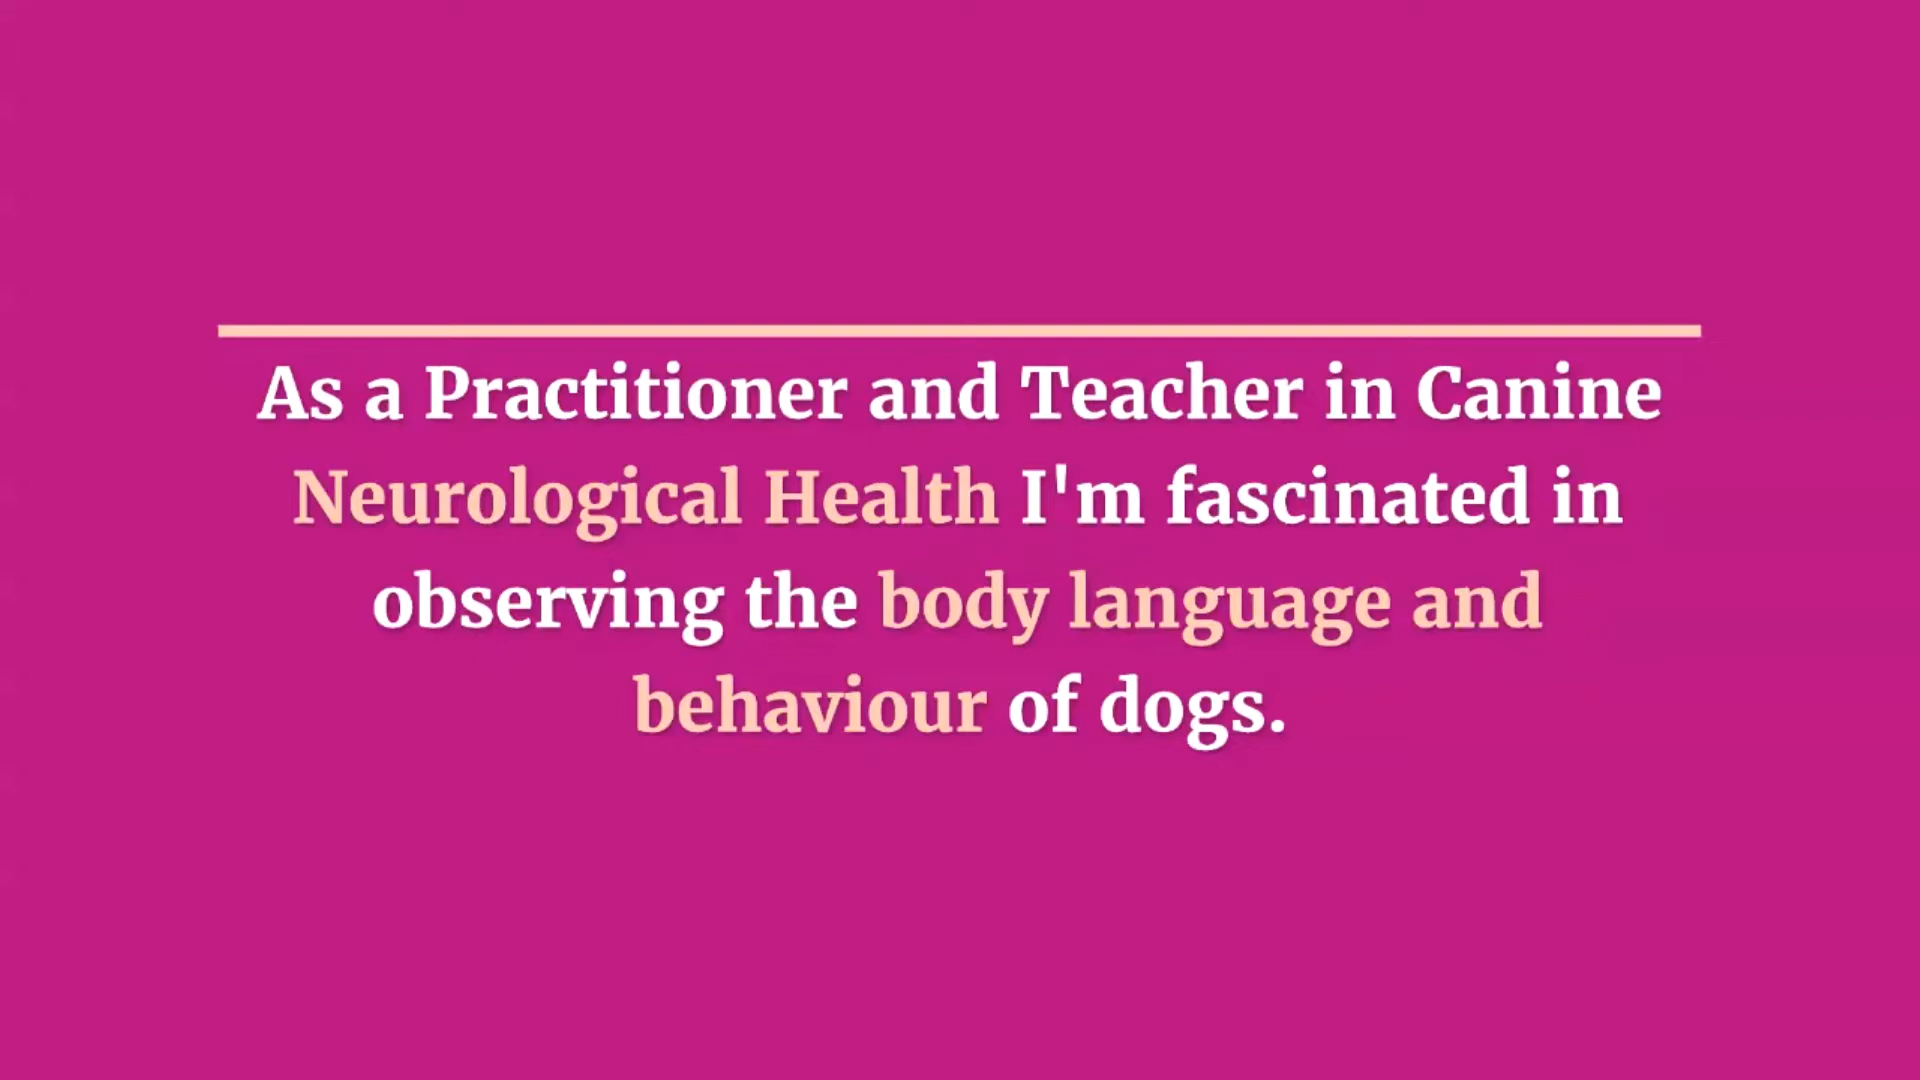 As a Practitioner and Teacher in Canine
Neurological Health I'm fascinated in
observing the body language and
behaviour of dogs.